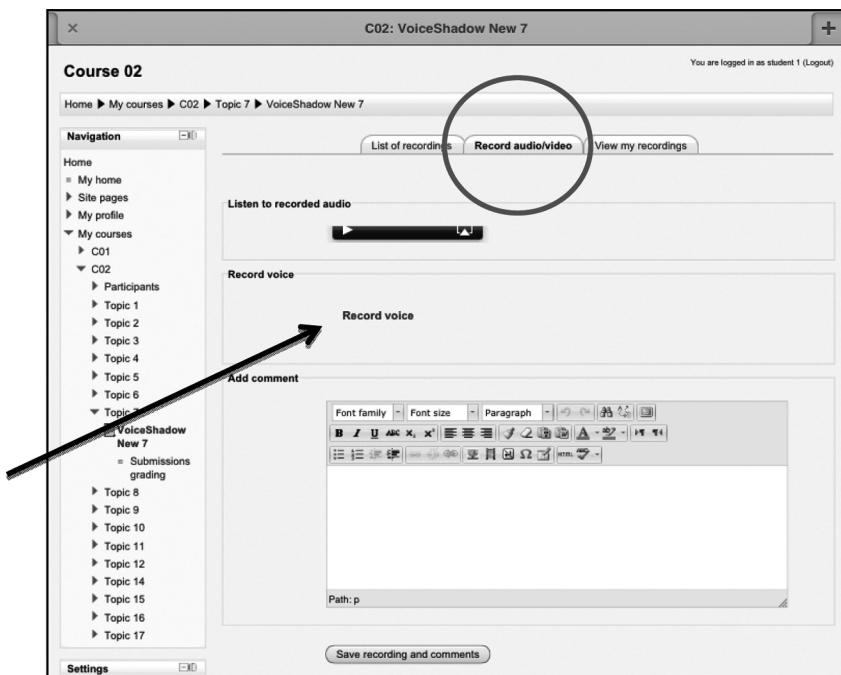 C02: VoiceShadow New 7
Course 02
You are logged in as student 1 (Logout)
Home ▶ My courses ▶ C02 ▶ Topic 7 ▶ VoiceShadow New 7
Navigation
Home
My home
Site pages
My profile
My courses
C01
C02
Participants
Topic 1
Topic 2
Topic 3
Topic 4
Topic 5
Topic 6
Topic 7
VoiceShadow
New 7
Submissions
grading
Topic 8
Topic 9
Topic 10
Topic 11
Topic 12
Topic 14
Topic 15
Topic 16
Topic 17
Settings
List of recordings Record audio/video View my recordings
Listen to recorded audio
Record voice
Record voice
Add comment
Font family Font size Paragraph
B I U ABC X₂ X²
HTML
Path: p
Save recording and comments